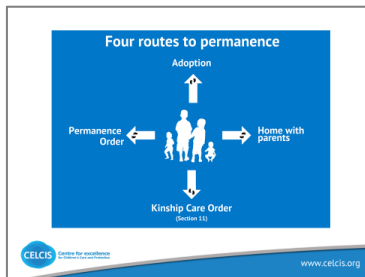 Four routes to permanence
Adoption
Permanence
Order
Home with
parents
Kinship Care Order
(Section 11)
CELCIS
Centre for excellence
for Children's Care and Protection
www.celcis.org